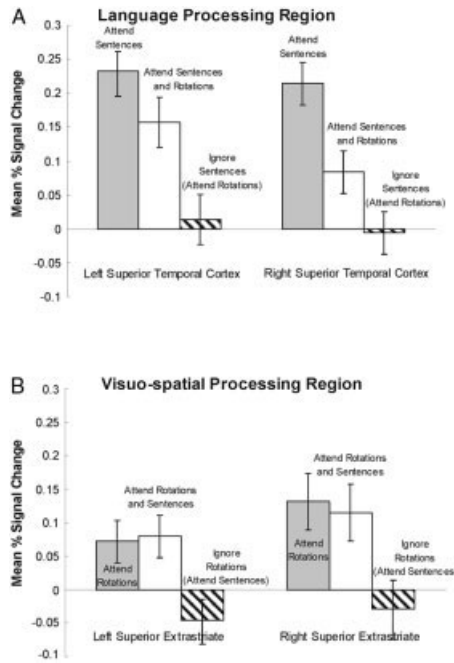 A
Language Processing Region
Mean % Signal Change
0.3
0.25
0.2
0.15
0.1
0.05
0
-0.05
-0.1
Attend
Sentences
Attend Sentences
and Rotations
Ignore
Sentences
(Attend Rotations)
Attend
Sentences
Attend Sentences
and Rotations
Ignore
Sentences
(Attend Rotations)
Left Superior Temporal Cortex
Right Superior Temporal Cortex
B
Visuo-spatial Processing Region
Mean % Signal Change
0.3
0.25
0.2
0.15
0.1
0.05
0
-0.05
-0.1
Attend
Rotations
Attend Rotations
and Sentences
Ignore
Rotations
(Attend Sentences)
Attend
Rotations
Attend Rotations
and Sentences
Ignore
Rotations
(Attend Sentences
Left Superior Extrastriate
Right Superior Extrastriate